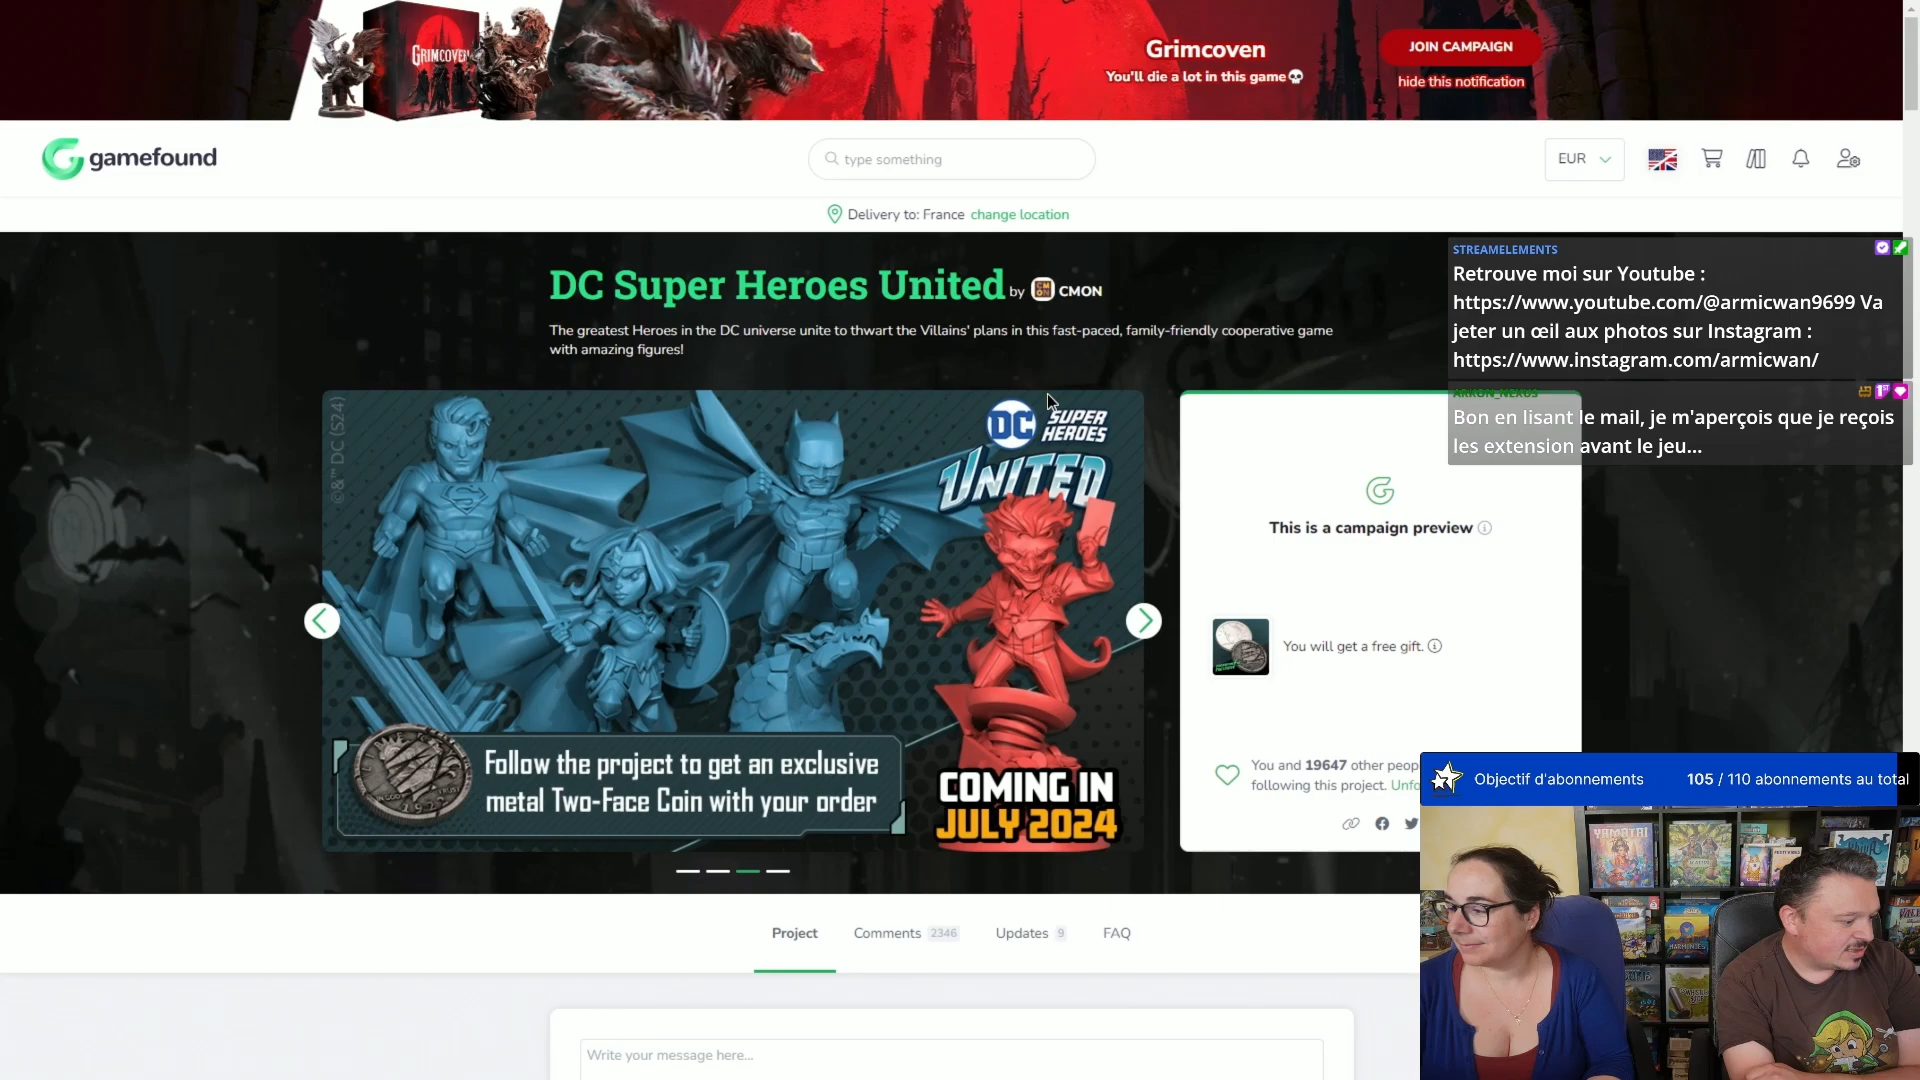 GRIMCOVEN
Grimcoven
You'll die a lot in this game💀
JOIN CAMPAIGN
hide this notification
gamefound
type something
EUR
Delivery to: France change location
DC Super Heroes United by CMON
The greatest Heroes in the DC universe unite to thwart the Villains' plans in this fast-paced, family-friendly cooperative game
with amazing figures!
©&™ DC (S24)
DC SUPER
HEROES
UNITED
Follow the project to get an exclusive
metal Two-Face Coin with your order
COMING IN
JULY 2024
This is a campaign preview
You will get a free gift.
You and 19647 other peop
following this project. Unfo
STREAMELEMENTS
Retrouve moi sur Youtube :
https://www.youtube.com/@armicwan9699 Va
jeter un œil aux photos sur Instagram :
https://www.instagram.com/armicwan/
ARKON_NEXUS
Bon en lisant le mail, je m'aperçois que je reçois
les extension avant le jeu...
Objectif d'abonnements
105 / 110 abonnements au total
Project
Comments 2346
Updates 9
FAQ
Write your message here...
YAMATAI
HARMONIES